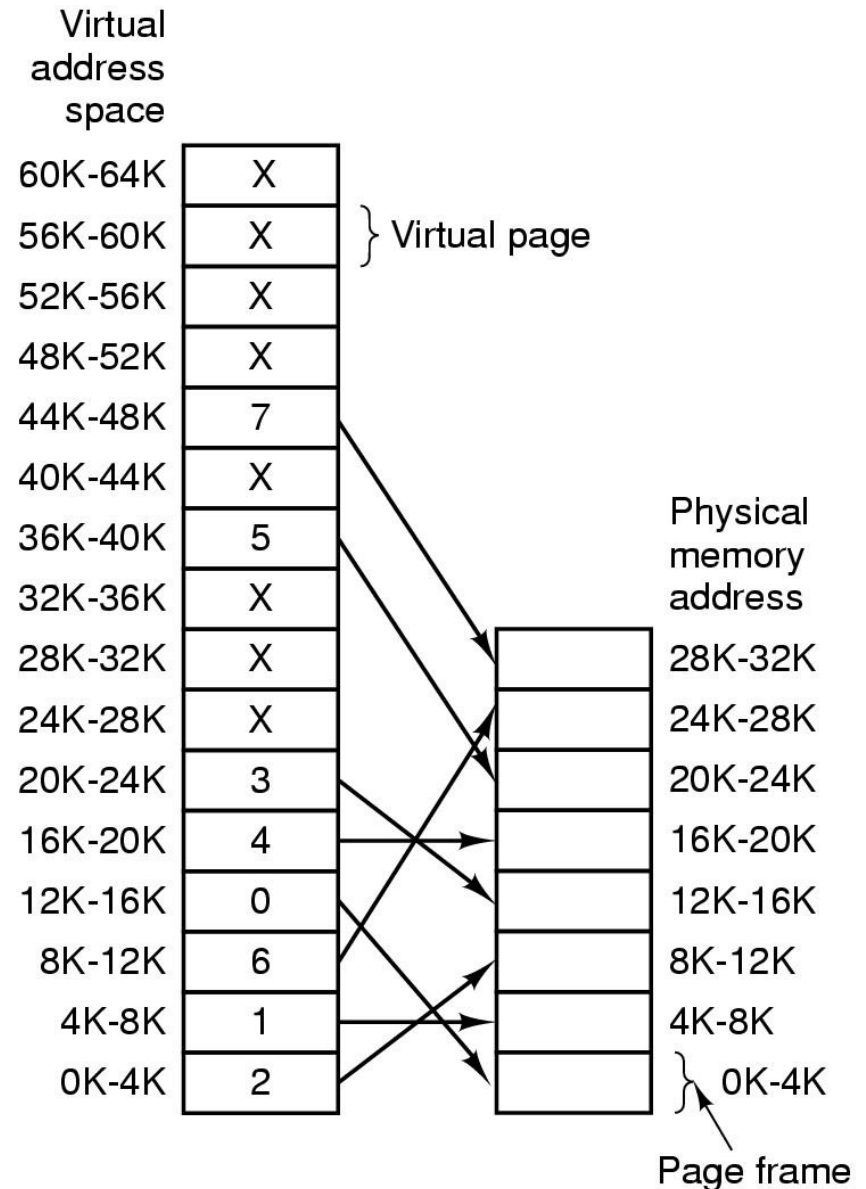 Virtual
address
space
60K-64K X
56K-60K X } Virtual page
52K-56K X
48K-52K X
44K-48K 7
40K-44K X
36K-40K 5
32K-36K X
28K-32K X
24K-28K X
20K-24K 3
16K-20K 4
12K-16K 0
8K-12K 6
4K-8K 1
0K-4K 2
Physical
memory
address
28K-32K
24K-28K
20K-24K
16K-20K
12K-16K
8K-12K
4K-8K
} 0K-4K
Page frame